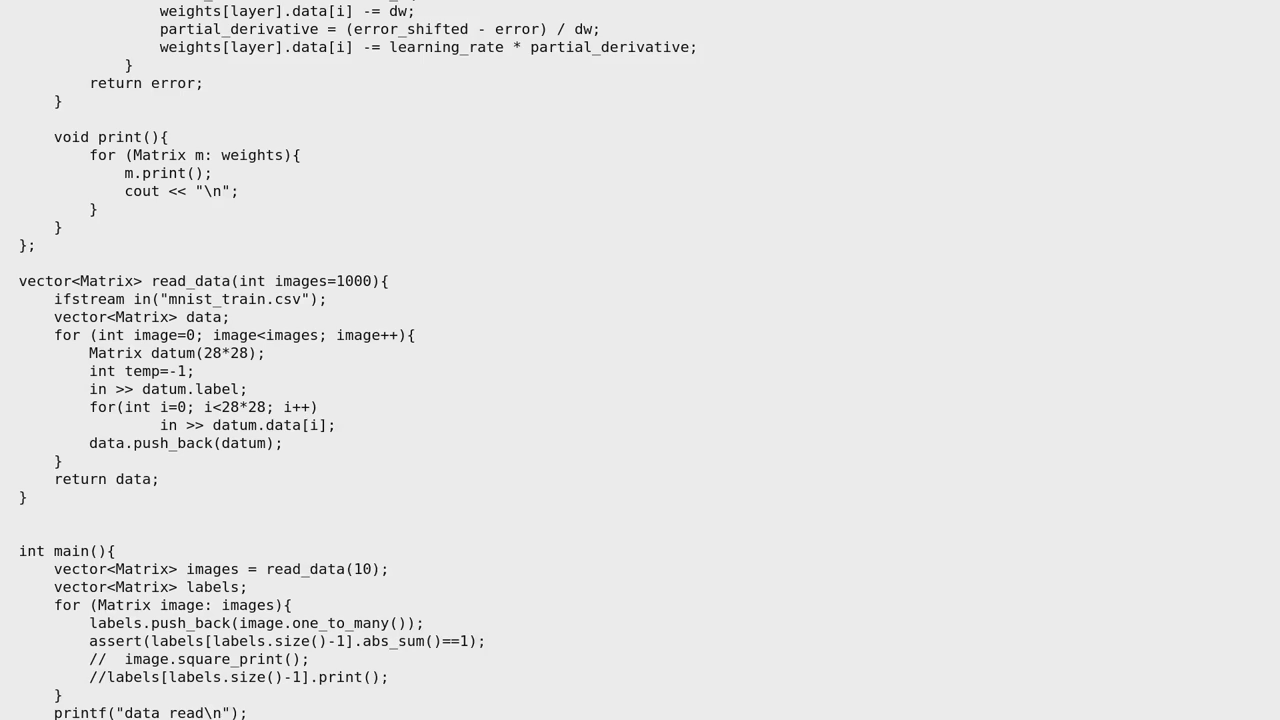 weights[layer].data[i] -= dw;
partial_derivative = (error_shifted - error) / dw;
weights[layer].data[i] -= learning_rate * partial_derivative;
}
return error;
}
void print(){
for (Matrix m: weights){
m.print();
cout << "\n";
}
}
};
vector<Matrix> read_data(int images=1000){
ifstream in("mnist_train.csv");
vector<Matrix> data;
for (int image=0; image<images; image++){
Matrix datum(28*28);
int temp=-1;
in >> datum.label;
for(int i=0; i<28*28; i++)
in >> datum.data[i];
data.push_back(datum);
}
return data;
}
int main(){
vector<Matrix> images = read_data(10);
vector<Matrix> labels;
for (Matrix image: images){
labels.push_back(image.one_to_many());
assert(labels[labels.size()-1].abs_sum()==1);
//  image.square_print();
//labels[labels.size()-1].print();
}
printf("data read\n");